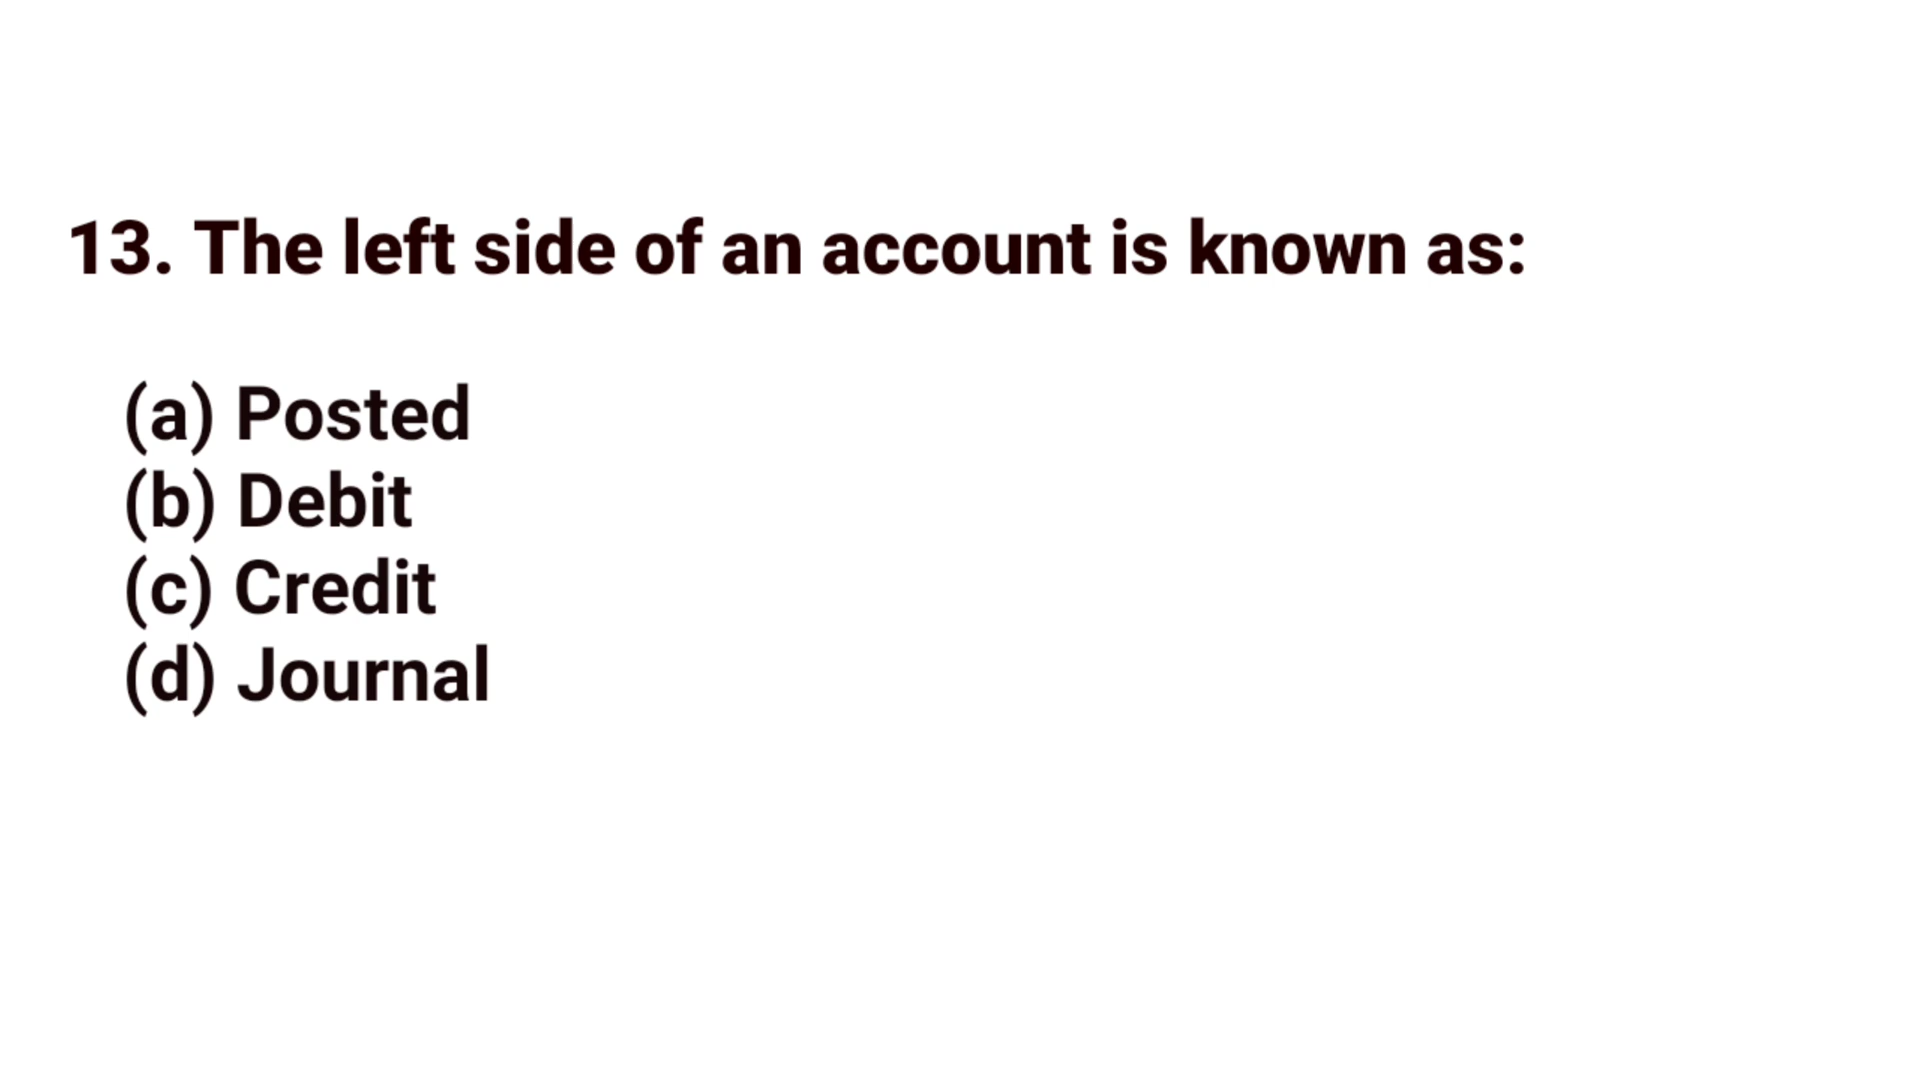 13. The left side of an account is known as:
(a) Posted
(b) Debit
(c) Credit
(d) Journal